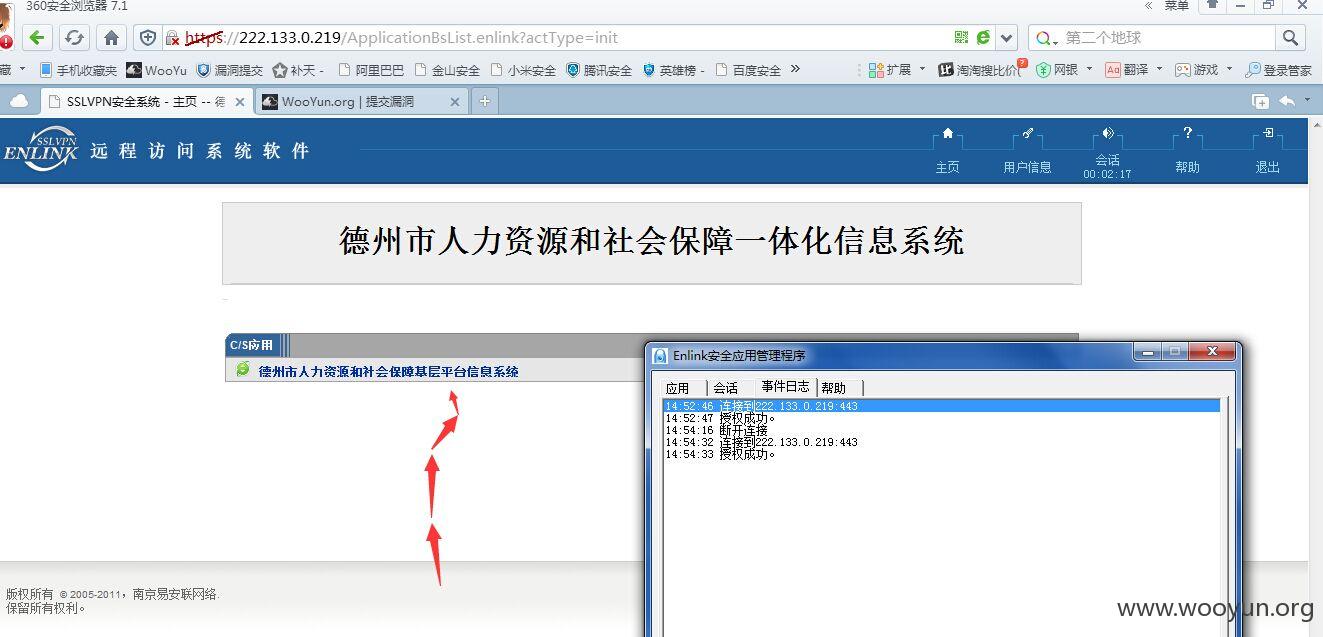 360安全浏览器 7.1
« 菜单
https://222.133.0.219/ApplicationBsList.enlink?actType=init
第二个地球
藏 手机收藏夹 WooYu 漏洞提交 补天 - 阿里巴巴 金山安全 小米安全 腾讯安全 英雄榜 - 百度安全 » 扩展 淘淘搜比价( 7 网银 Aa 翻译 游戏 登录管家
SSLVPN安全系统 - 主页 -- 德 WooYun.org | 提交漏洞
SSLVPN
ENLINK 远程访问系统软件
主页 用户信息 会话 帮助 退出
00:02:17
德州市人力资源和社会保障一体化信息系统
C/S应用
德州市人力资源和社会保障基层平台信息系统
Enlink安全应用管理程序
应用 会话 事件日志 帮助
14:52:46 连接到222.133.0.219:443
14:52:47 授权成功。
14:54:16 断开连接
14:54:32 连接到222.133.0.219:443
14:54:33 授权成功。
版权所有 © 2005-2011，南京易安联网络.
保留所有权利。
www.wooyun.org